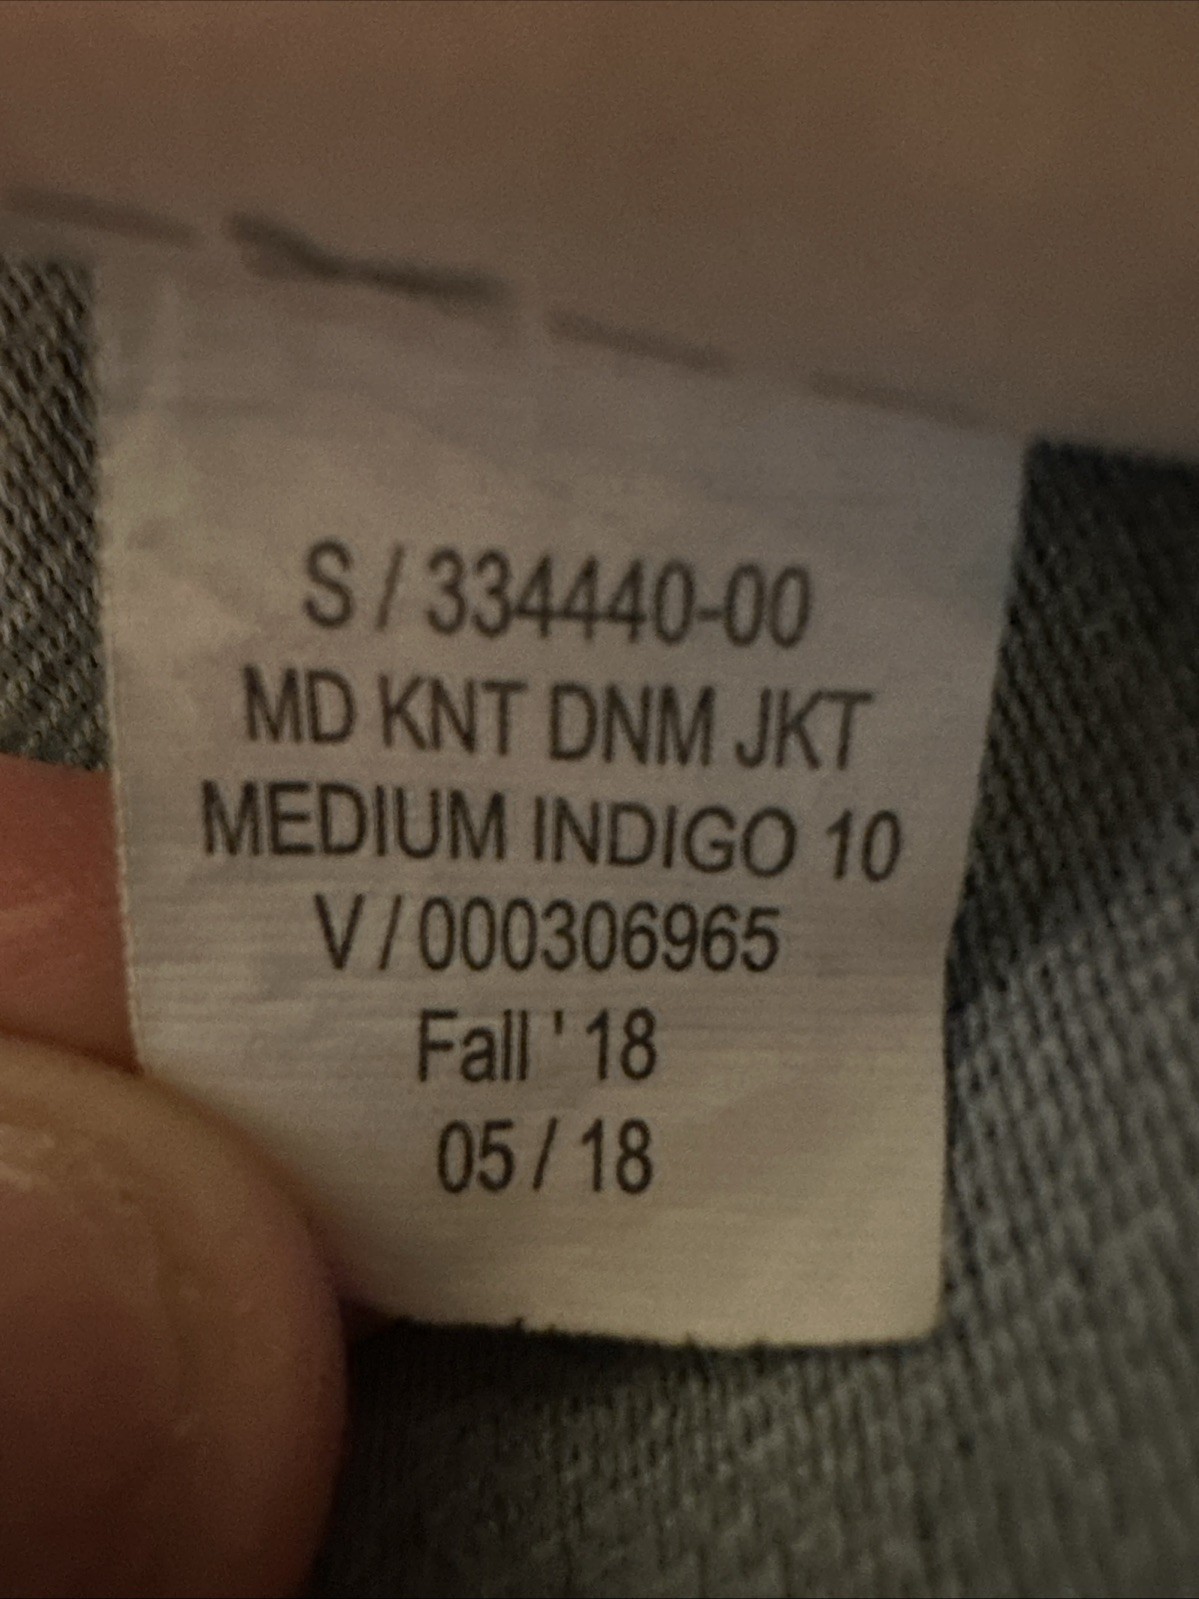 S / 334440-00
MD KNT DNM JKT
MEDIUM INDIGO 10
V / 000306965
Fall ' 18
05 / 18